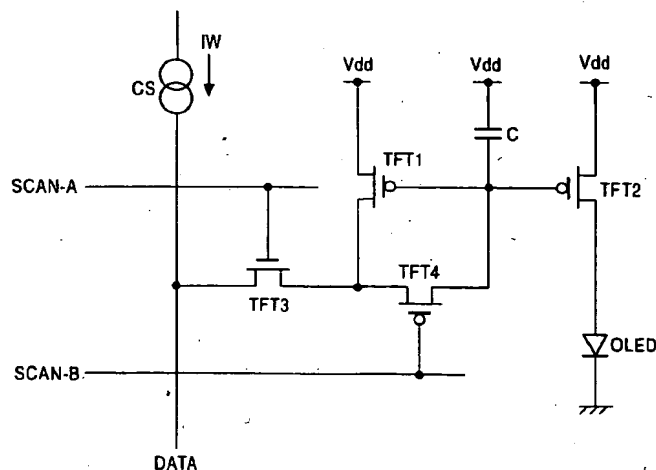 IW
CS
Vdd
Vdd
Vdd
C
TFT1
TFT2
SCAN-A
TFT4
TFT3
OLED
SCAN-B
DATA